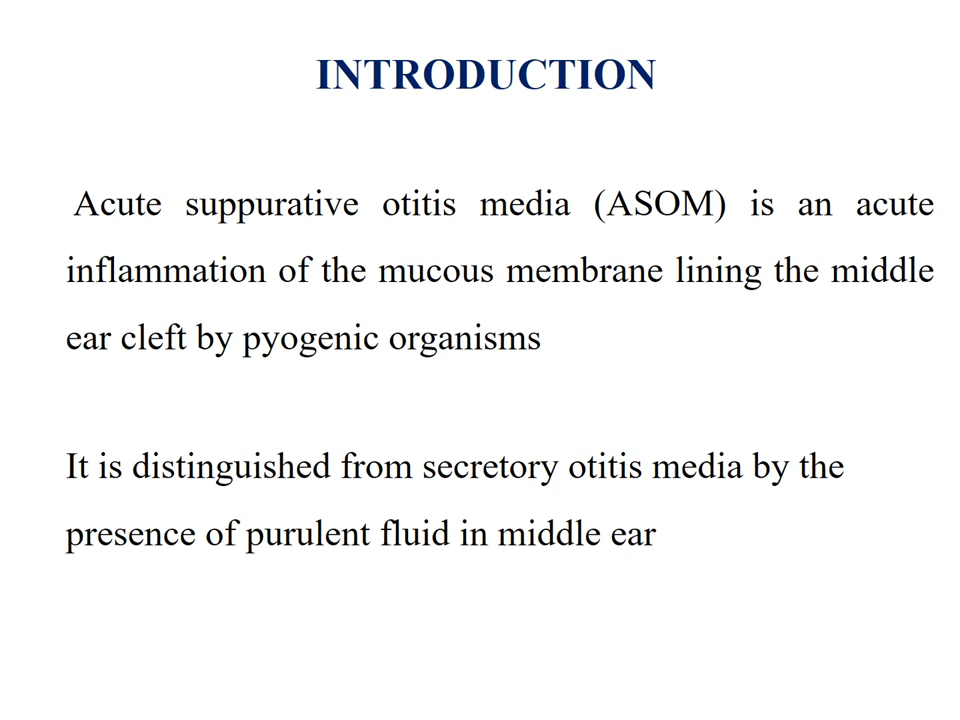 INTRODUCTION
Acute suppurative otitis media (ASOM) is an acute
inflammation of the mucous membrane lining the middle
ear cleft by pyogenic organisms
It is distinguished from secretory otitis media by the
presence of purulent fluid in middle ear